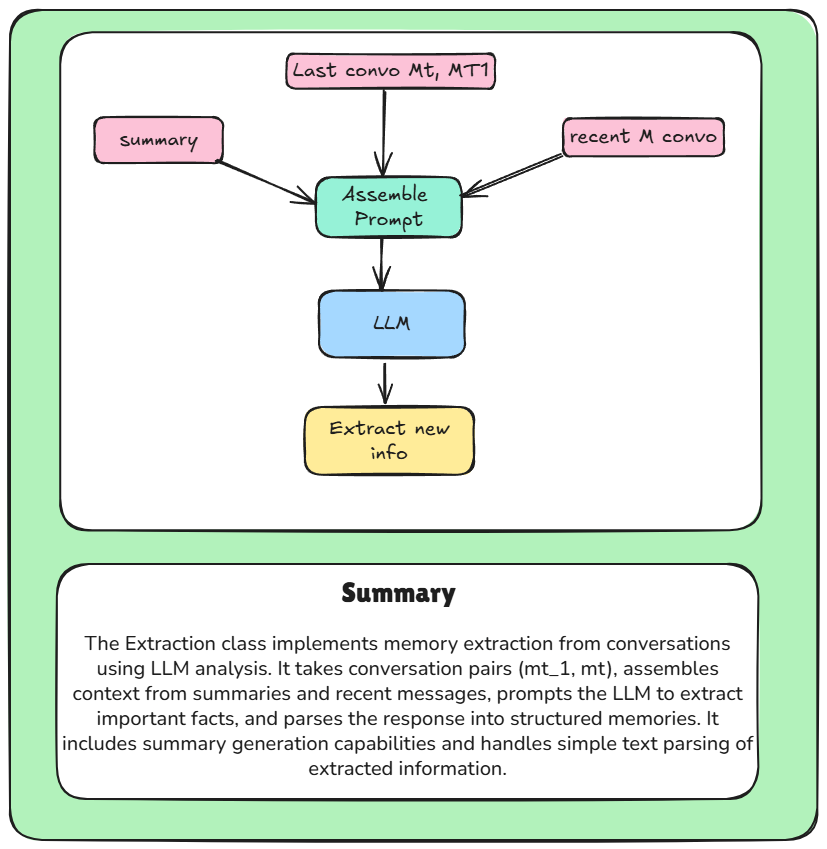 Last convo Mt, MT1
summary
recent M convo
Assemble
Prompt
LLM
Extract new
info
Summary
The Extraction class implements memory extraction from conversations
using LLM analysis. It takes conversation pairs (mt_1, mt), assembles
context from summaries and recent messages, prompts the LLM to extract
important facts, and parses the response into structured memories. It
includes summary generation capabilities and handles simple text parsing of
extracted information.